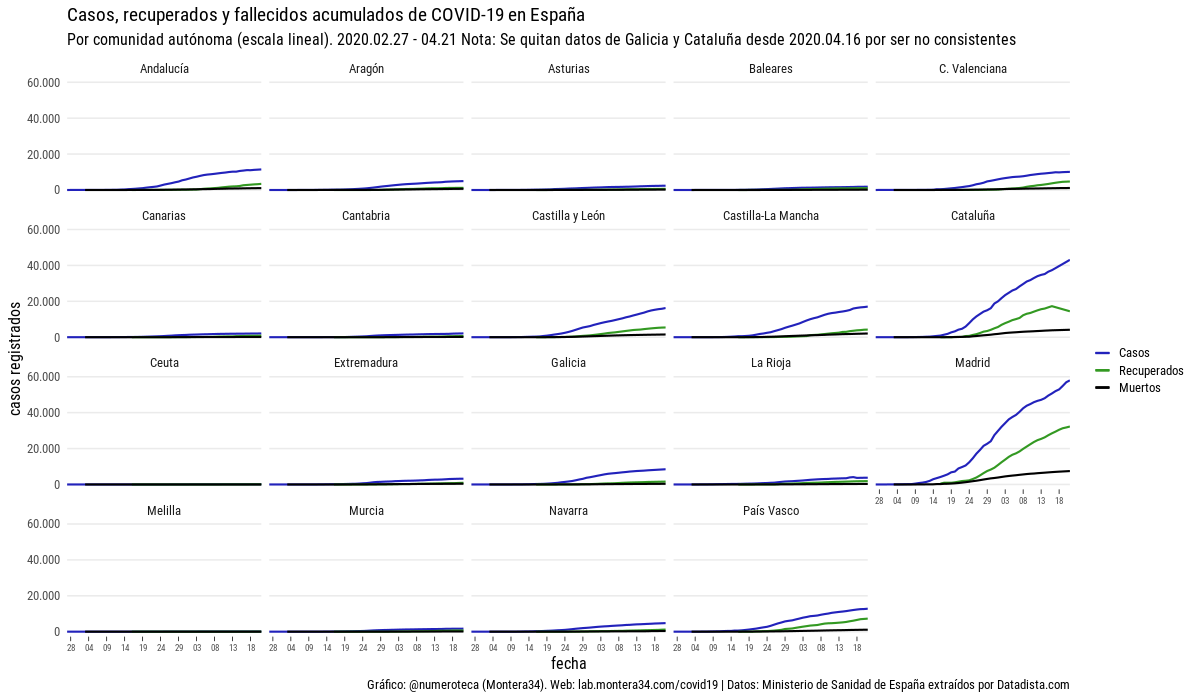 Casos, recuperados y fallecidos acumulados de COVID-19 en España
Por comunidad autónoma (escala lineal). 2020.02.27 - 04.21 Nota: Se quitan datos de Galicia y Cataluña desde 2020.04.16 por ser no consistentes
Andalucía Aragón Asturias Baleares C. Valenciana
60.000
40.000
20.000
0
Canarias Cantabria Castilla y León Castilla-La Mancha Cataluña
60.000
40.000
20.000
0
casos registrados
Ceuta Extremadura Galicia La Rioja Madrid
60.000
40.000
20.000
0
28 04 09 14 19 24 29 03 08 13 18
Casos
Recuperados
Muertos
Melilla Murcia Navarra País Vasco
60.000
40.000
20.000
0
28 04 09 14 19 24 29 03 08 13 18 28 04 09 14 19 24 29 03 08 13 18 28 04 09 14 19 24 29 03 08 13 18 28 04 09 14 19 24 29 03 08 13 18
fecha
Gráfico: @numeroteca (Montera34). Web: lab.montera34.com/covid19 | Datos: Ministerio de Sanidad de España extraídos por Datadista.com